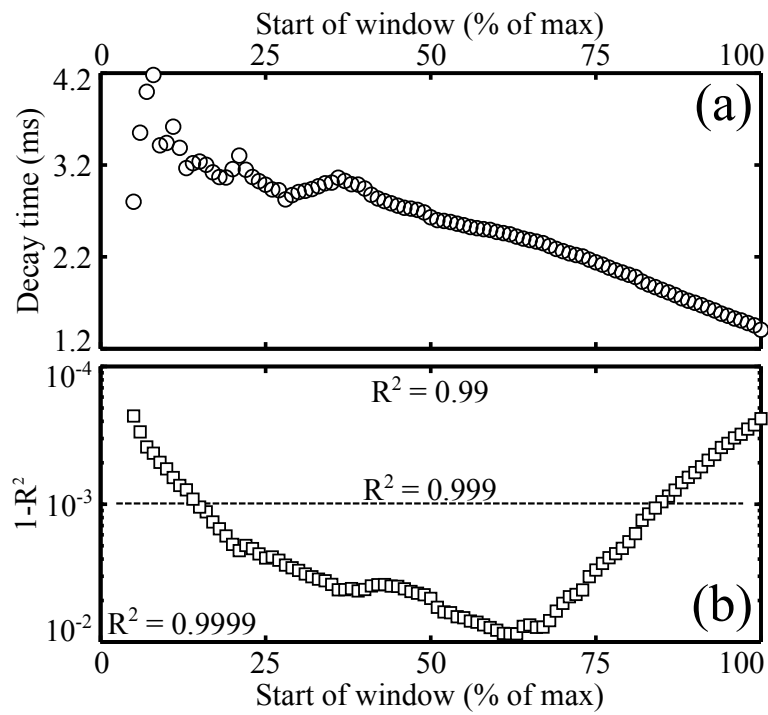 Start of window (% of max)
0 25 50 75 100
4.2
3.2
2.2
1.2
Decay time (ms)
(a)
10⁻⁴
10⁻³
10⁻²
1-R²
R² = 0.99
R² = 0.999
R² = 0.9999
(b)
0 25 50 75 100
Start of window (% of max)